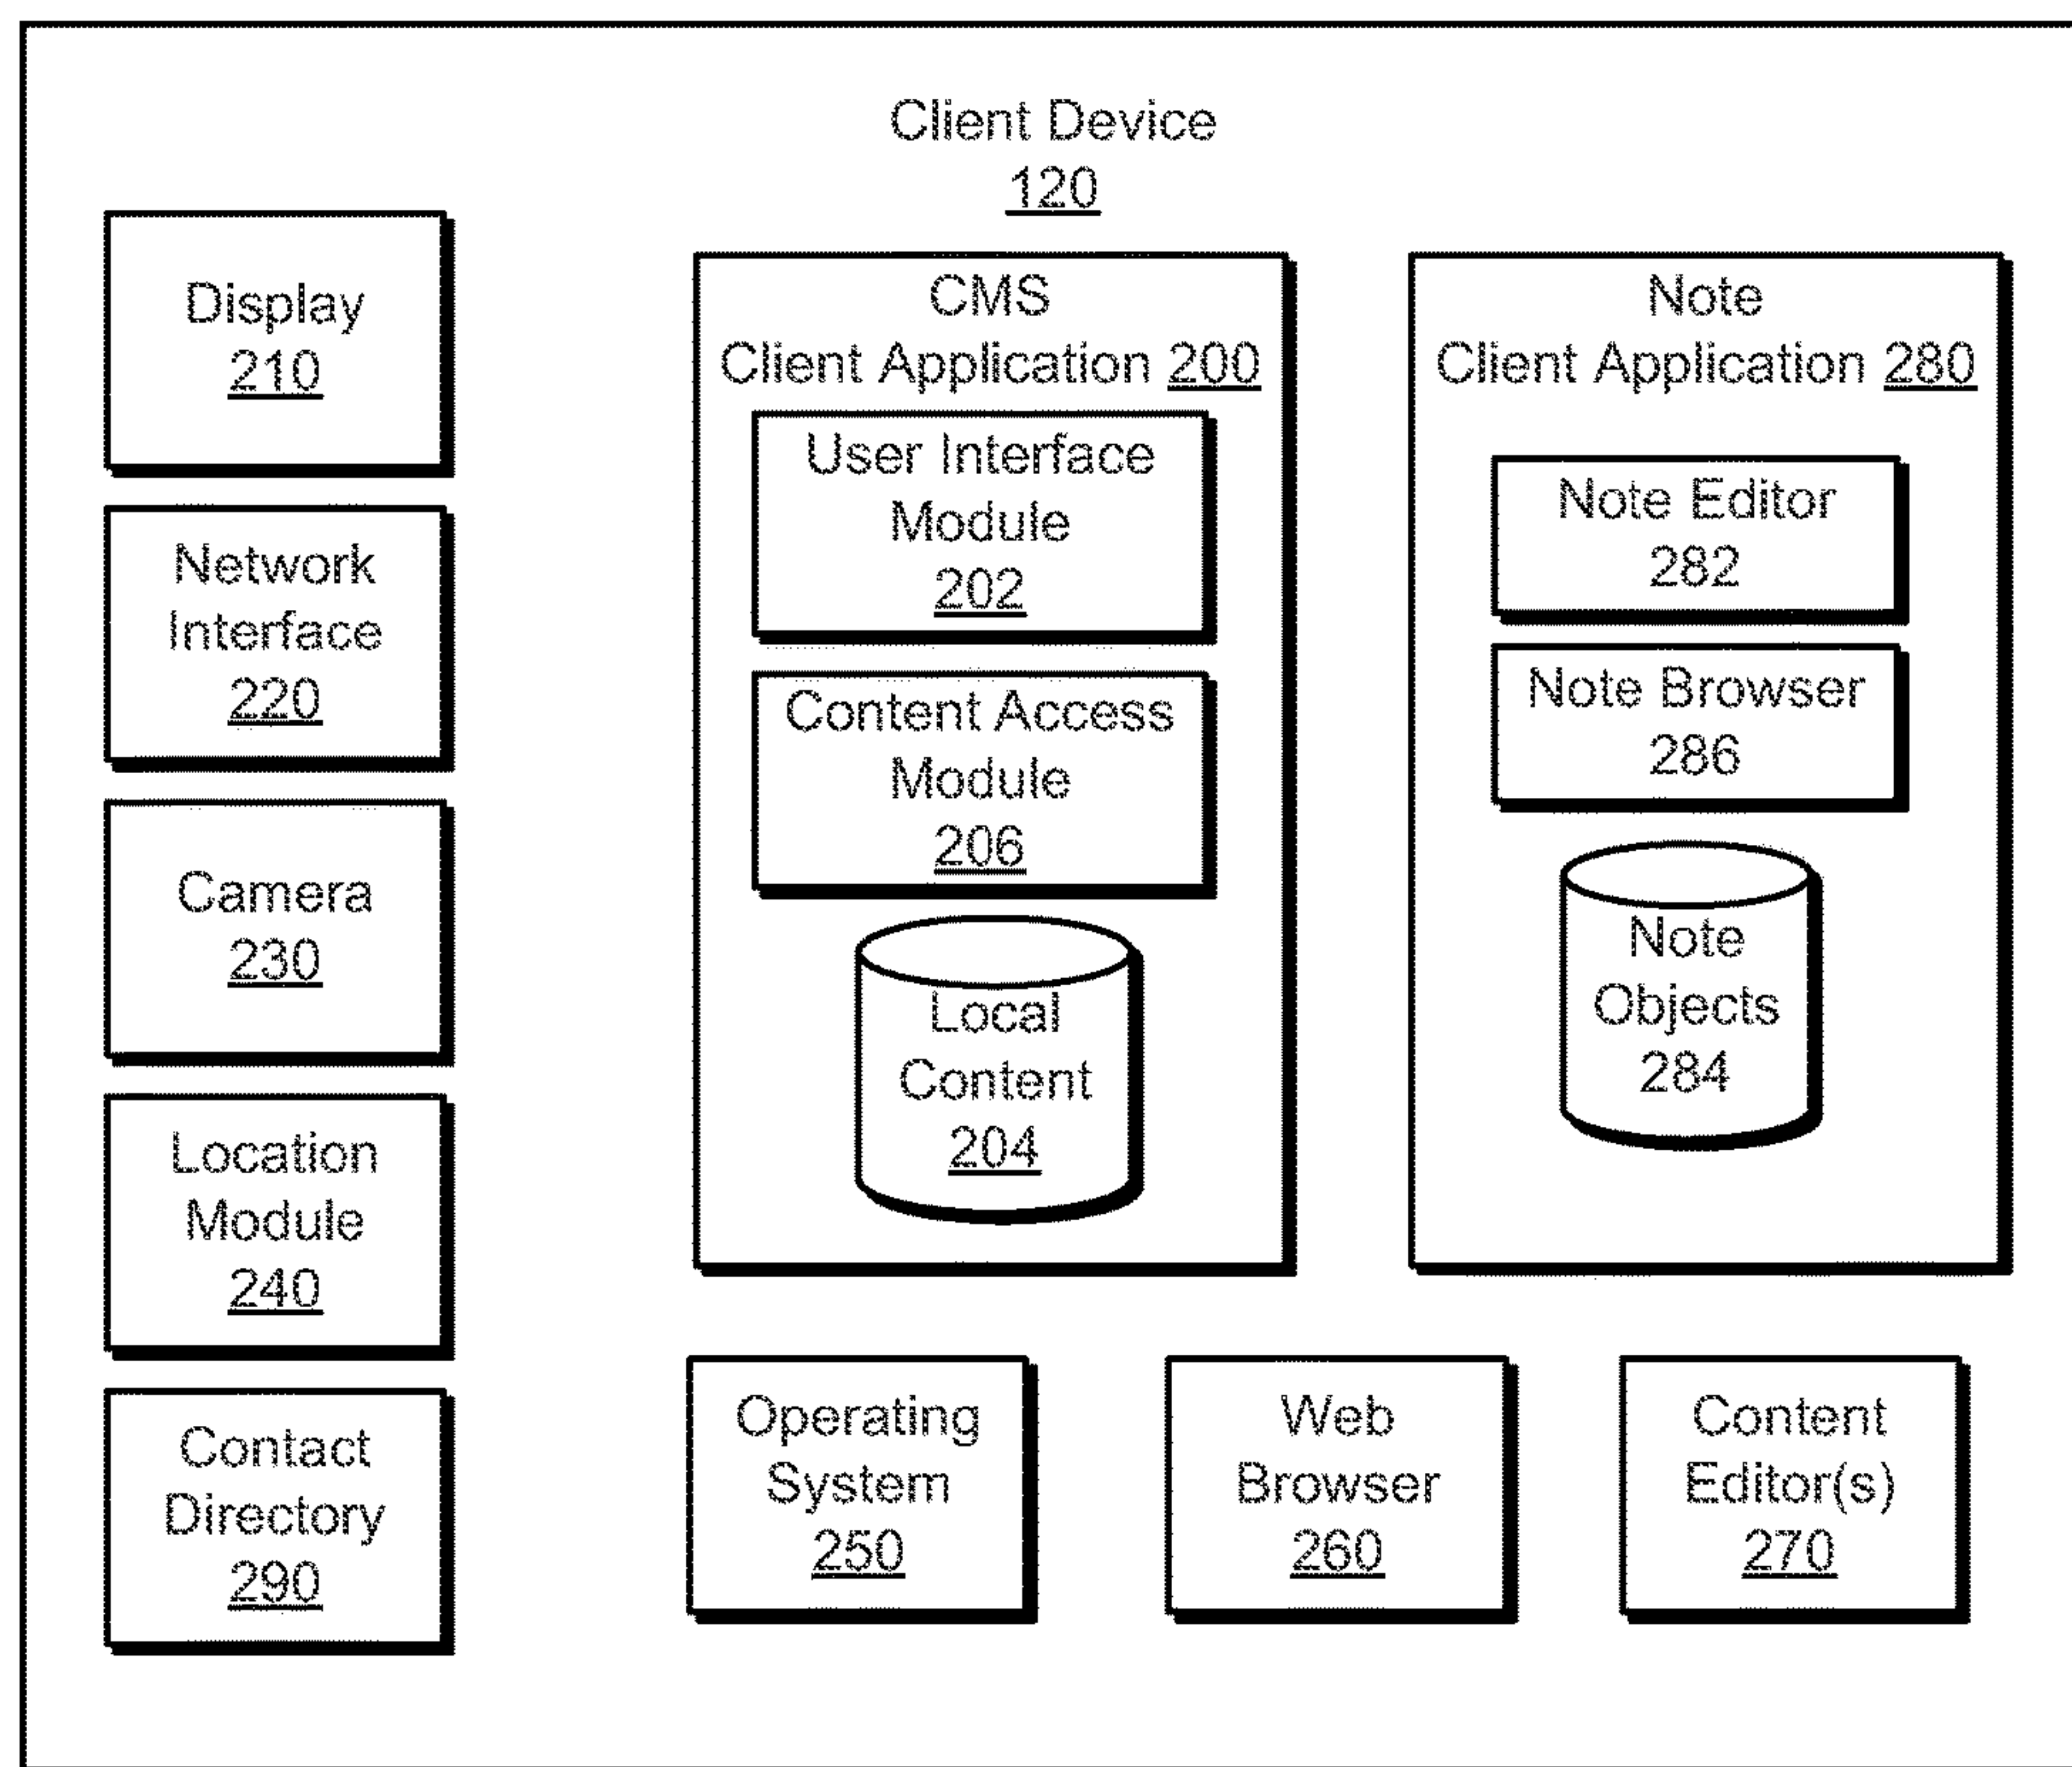 Client Device
120
Display
210
Network
Interface
220
Camera
230
Location
Module
240
Contact
Directory
290
CMS
Client Application 200
User Interface
Module
202
Content Access
Module
206
Local
Content
204
Note
Client Application 280
Note Editor
282
Note Browser
286
Note
Objects
284
Operating
System
250
Web
Browser
260
Content
Editor(s)
270